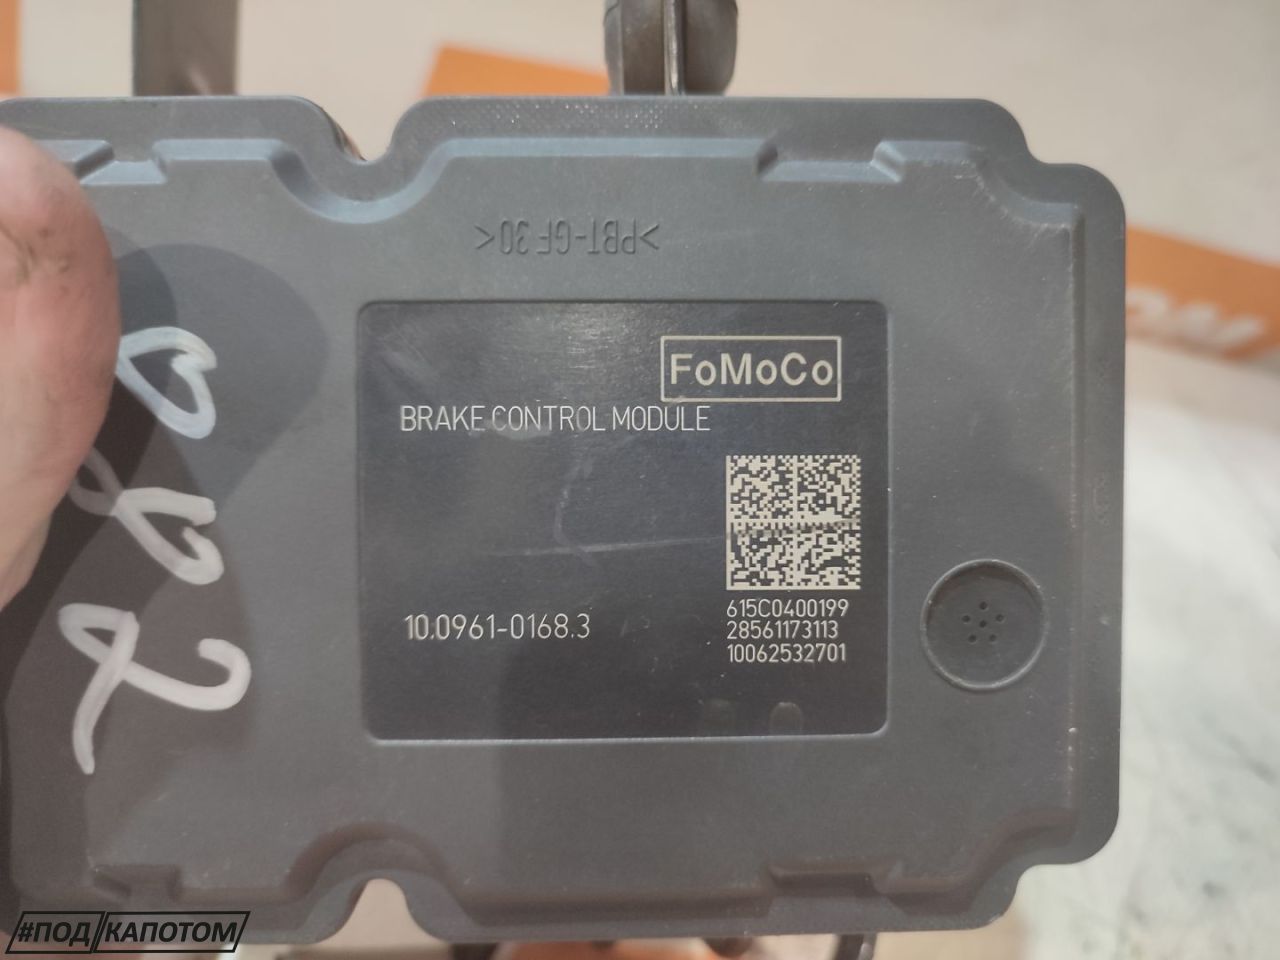 >PBT-GF30<
FoMoCo
BRAKE CONTROL MODULE
10.0961-0168.3
615C0400199
28561173113
10062532701
#ПОД КАПОТОМ